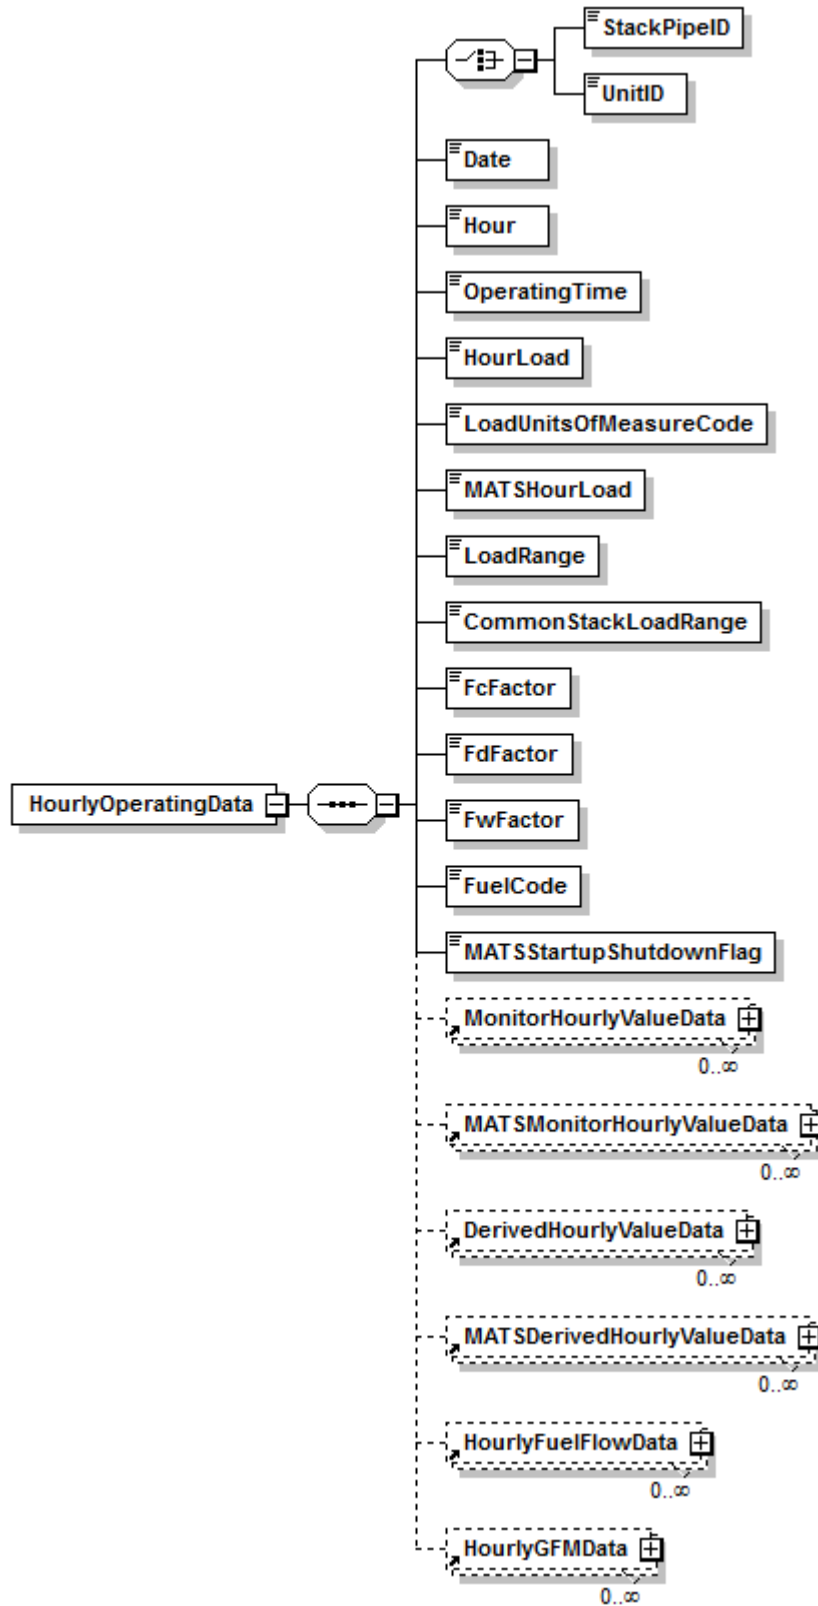 StackPipeID
UnitID
Date
Hour
OperatingTime
HourLoad
LoadUnitsOfMeasureCode
MATSHourLoad
LoadRange
CommonStackLoadRange
FcFactor
FdFactor
HourlyOperatingData
FwFactor
FuelCode
MATSStartupShutdownFlag
MonitorHourlyValueData
0..∞
MATSMonitorHourlyValueData
0..∞
DerivedHourlyValueData
0..∞
MATSDerivedHourlyValueData
0..∞
HourlyFuelFlowData
0..∞
HourlyGFMData
0..∞